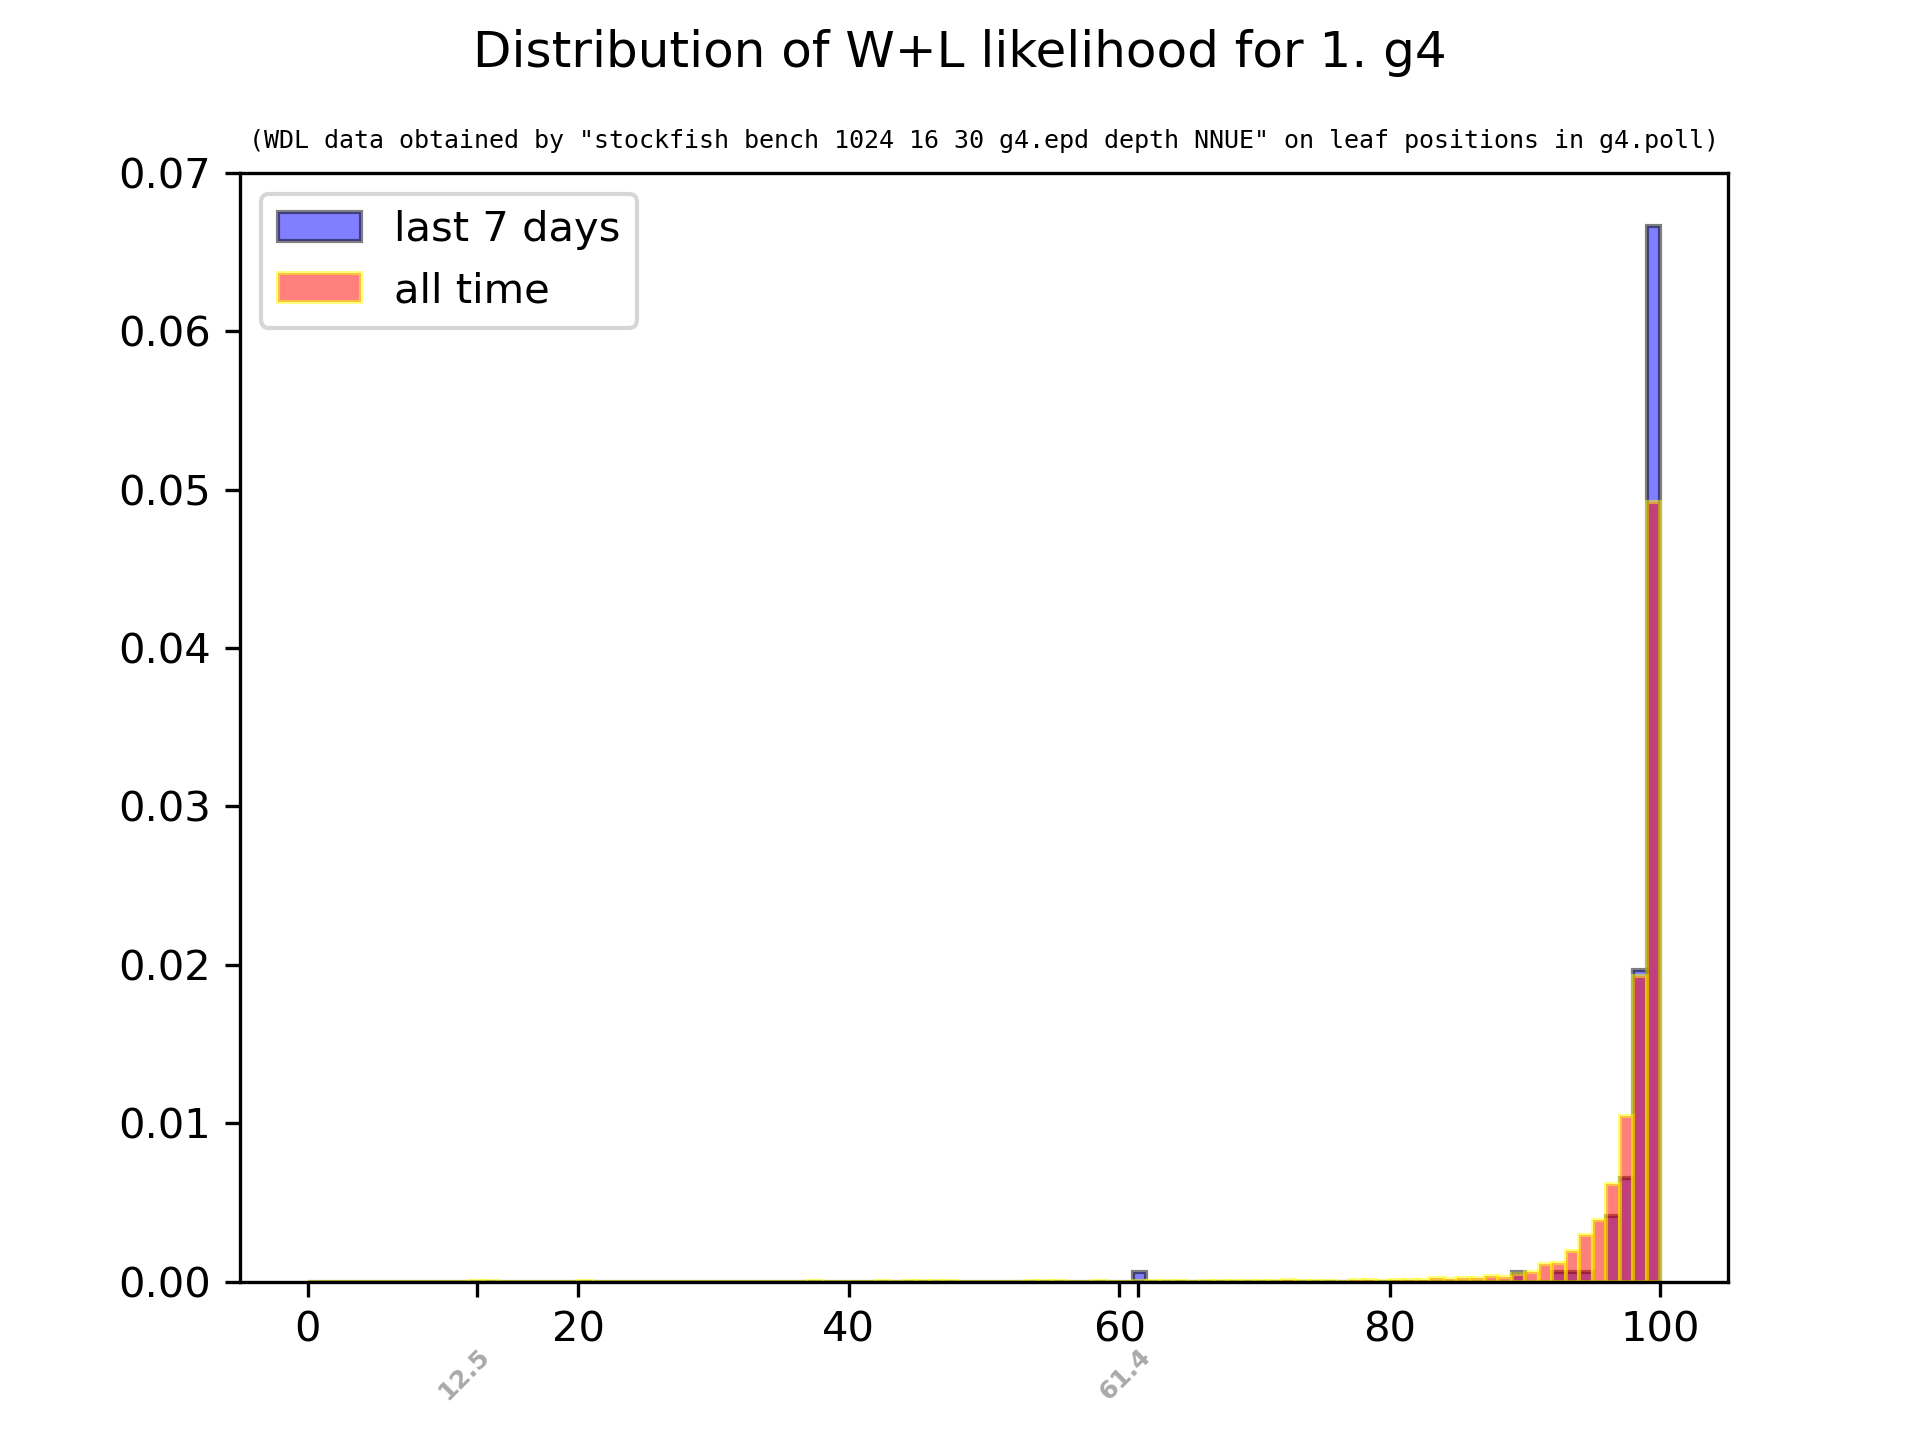 Distribution of W+L likelihood for 1. g4
(WDL data obtained by "stockfish bench 1024 16 30 g4.epd depth NNUE" on leaf positions in g4.poll)
last 7 days
all time
0.07
0.06
0.05
0.04
0.03
0.02
0.01
0.00
0 20 40 60 80 100
12.5 61.4